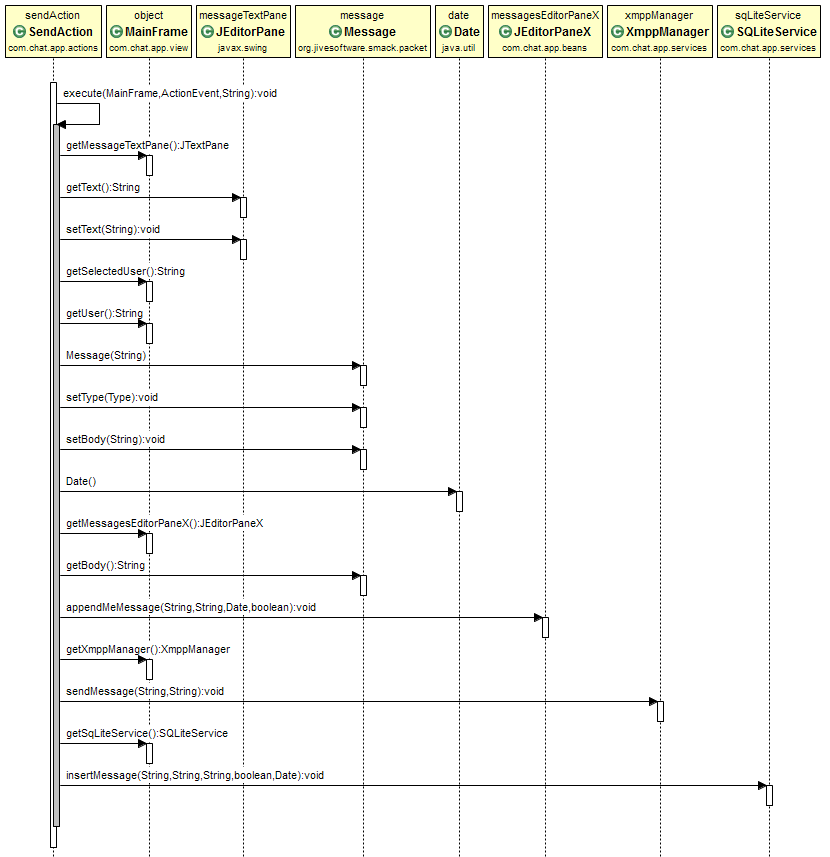 sendAction
C SendAction
com.chat.app.actions
object
C MainFrame
com.chat.app.view
messageTextPane
C JEditorPane
javax.swing
message
C Message
org.jivesoftware.smack.packet
date
C Date
java.util
messagesEditorPaneX
C JEditorPaneX
com.chat.app.beans
xmppManager
C XmppManager
com.chat.app.services
sqLiteService
C SQLiteService
com.chat.app.services
execute(MainFrame,ActionEvent,String):void
getMessageTextPane():JTextPane
getText():String
setText(String):void
getSelectedUser():String
getUser():String
Message(String)
setType(Type):void
setBody(String):void
Date()
getMessagesEditorPaneX():JEditorPaneX
getBody():String
appendMeMessage(String,String,Date,boolean):void
getXmppManager():XmppManager
sendMessage(String,String):void
getSqLiteService():SQLiteService
insertMessage(String,String,String,boolean,Date):void